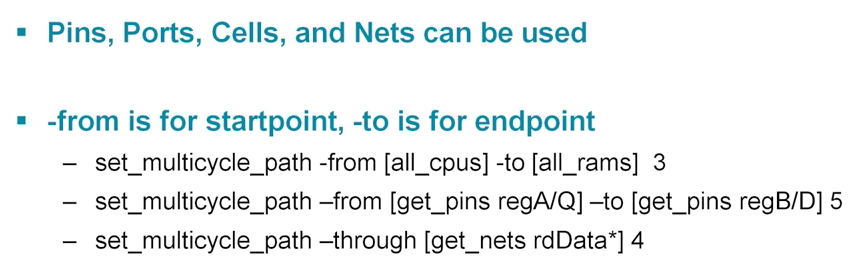 ▪ Pins, Ports, Cells, and Nets can be used
▪ -from is for startpoint, -to is for endpoint
– set_multicycle_path -from [all_cpus] -to [all_rams]  3
– set_multicycle_path –from [get_pins regA/Q] –to [get_pins regB/D] 5
– set_multicycle_path –through [get_nets rdData*] 4